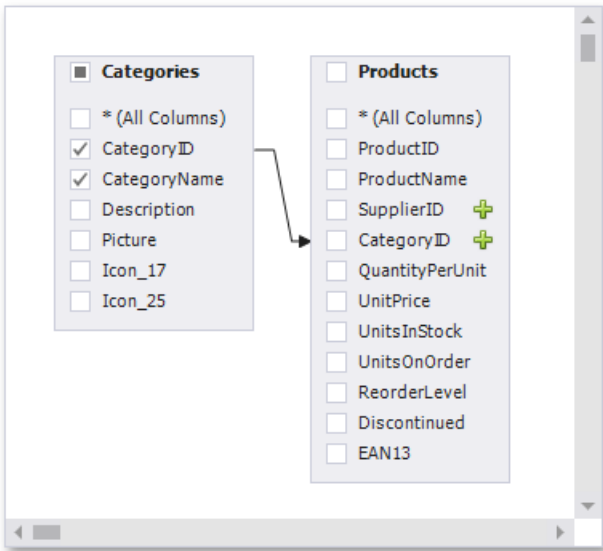 Categories
* (All Columns)
CategoryID
CategoryName
Description
Picture
Icon_17
Icon_25
Products
* (All Columns)
ProductID
ProductName
SupplierID
CategoryID
QuantityPerUnit
UnitPrice
UnitsInStock
UnitsOnOrder
ReorderLevel
Discontinued
EAN13